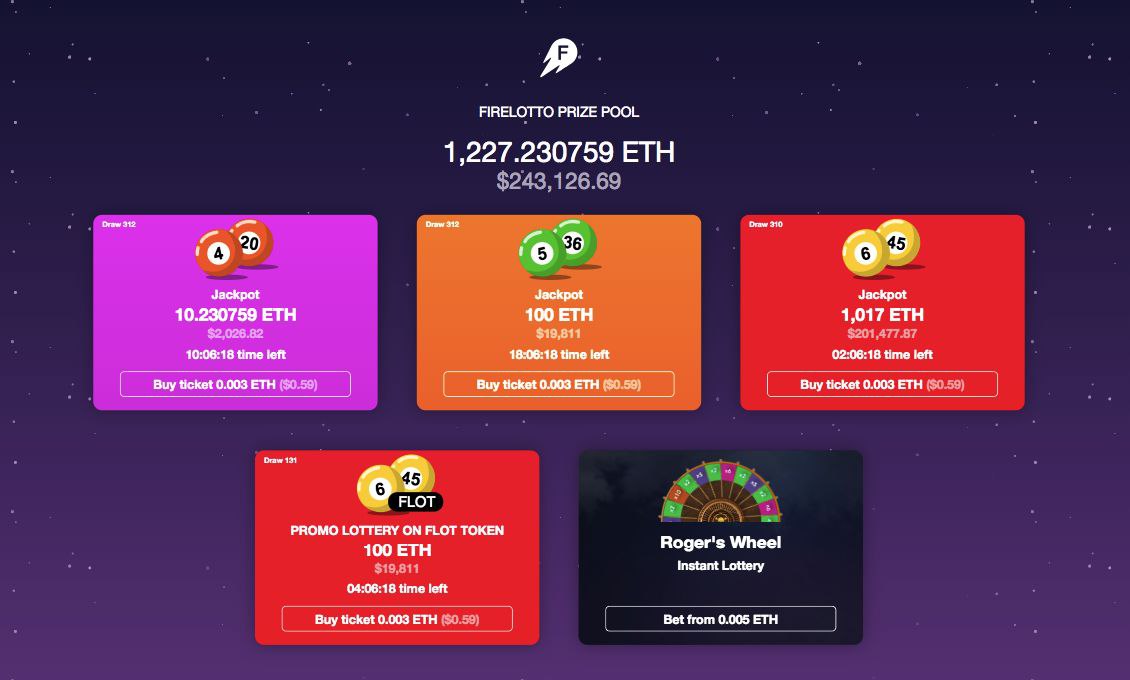 F
FIRELOTTO PRIZE POOL
1,227.230759 ETH
$243,126.69
Draw 312
4 20
Jackpot
10.230759 ETH
$2,026.82
10:06:18 time left
Buy ticket 0.003 ETH ($0.59)
Draw 312
5 36
Jackpot
100 ETH
$19,811
18:06:18 time left
Buy ticket 0.003 ETH ($0.59)
Draw 310
6 45
Jackpot
1,017 ETH
$201,477.87
02:06:18 time left
Buy ticket 0.003 ETH ($0.59)
Draw 131
6 45
FLOT
PROMO LOTTERY ON FLOT TOKEN
100 ETH
$19,811
04:06:18 time left
Buy ticket 0.003 ETH ($0.59)
Roger's Wheel
Instant Lottery
Bet from 0.005 ETH